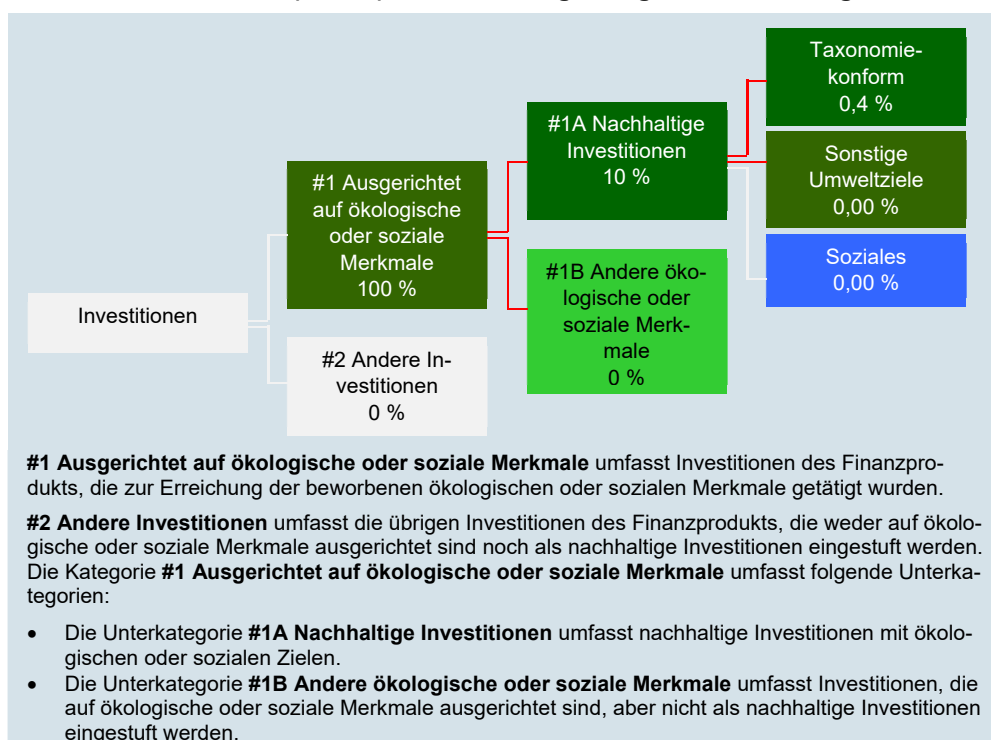 Taxonomie-
konform
0,4 %
#1A Nachhaltige
Investitionen
10 %
Sonstige
Umweltziele
0,00 %
#1 Ausgerichtet
auf ökologische
oder soziale
Merkmale
100 %
Soziales
0,00 %
#1B Andere öko-
logische oder
soziale Merk-
male
0 %
Investitionen
#2 Andere In-
vestitionen
0 %
#1 Ausgerichtet auf ökologische oder soziale Merkmale umfasst Investitionen des Finanzpro-
dukts, die zur Erreichung der beworbenen ökologischen oder sozialen Merkmale getätigt wurden.
#2 Andere Investitionen umfasst die übrigen Investitionen des Finanzprodukts, die weder auf ökolo-
gische oder soziale Merkmale ausgerichtet sind noch als nachhaltige Investitionen eingestuft werden.
Die Kategorie #1 Ausgerichtet auf ökologische oder soziale Merkmale umfasst folgende Unterka-
tegorien:
• Die Unterkategorie #1A Nachhaltige Investitionen umfasst nachhaltige Investitionen mit ökolo-
gischen oder sozialen Zielen.
• Die Unterkategorie #1B Andere ökologische oder soziale Merkmale umfasst Investitionen, die
auf ökologische oder soziale Merkmale ausgerichtet sind, aber nicht als nachhaltige Investitionen
eingestuft werden.